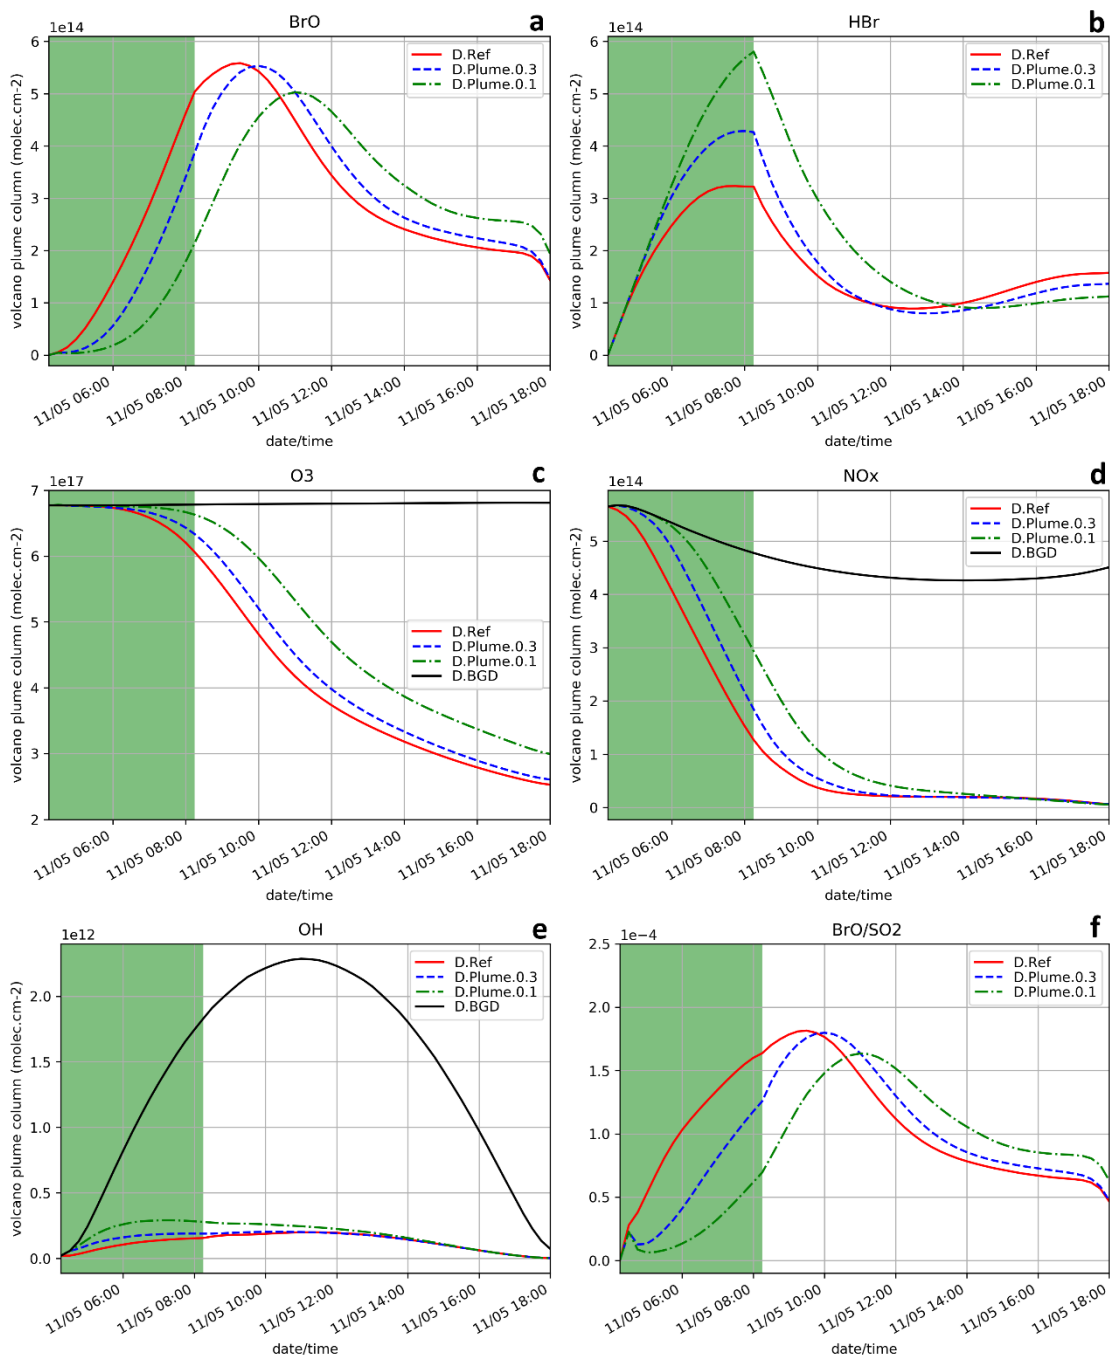 1e14
BrO
a
volcano plume column (molec.cm-2)
6
5
4
3
2
1
0
D.Ref
D.Plume.0.3
D.Plume.0.1
11/05 06:00
11/05 08:00
11/05 10:00
11/05 12:00
11/05 14:00
11/05 16:00
11/05 18:00
date/time
1e14
HBr
b
volcano plume column (molec.cm-2)
6
5
4
3
2
1
0
D.Ref
D.Plume.0.3
D.Plume.0.1
11/05 06:00
11/05 08:00
11/05 10:00
11/05 12:00
11/05 14:00
11/05 16:00
11/05 18:00
date/time
1e17
O3
c
volcano plume column (molec.cm-2)
7
6
5
4
3
2
D.Ref
D.Plume.0.3
D.Plume.0.1
D.BGD
11/05 06:00
11/05 08:00
11/05 10:00
11/05 12:00
11/05 14:00
11/05 16:00
11/05 18:00
date/time
1e14
NOx
d
volcano plume column (molec.cm-2)
5
4
3
2
1
0
D.Ref
D.Plume.0.3
D.Plume.0.1
D.BGD
11/05 06:00
11/05 08:00
11/05 10:00
11/05 12:00
11/05 14:00
11/05 16:00
11/05 18:00
date/time
1e12
OH
e
volcano plume column (molec.cm-2)
2.0
1.5
1.0
0.5
0.0
D.Ref
D.Plume.0.3
D.Plume.0.1
D.BGD
11/05 06:00
11/05 08:00
11/05 10:00
11/05 12:00
11/05 14:00
11/05 16:00
11/05 18:00
date/time
1e−4
BrO/SO2
f
2.5
2.0
1.5
1.0
0.5
0.0
D.Ref
D.Plume.0.3
D.Plume.0.1
11/05 06:00
11/05 08:00
11/05 10:00
11/05 12:00
11/05 14:00
11/05 16:00
11/05 18:00
date/time